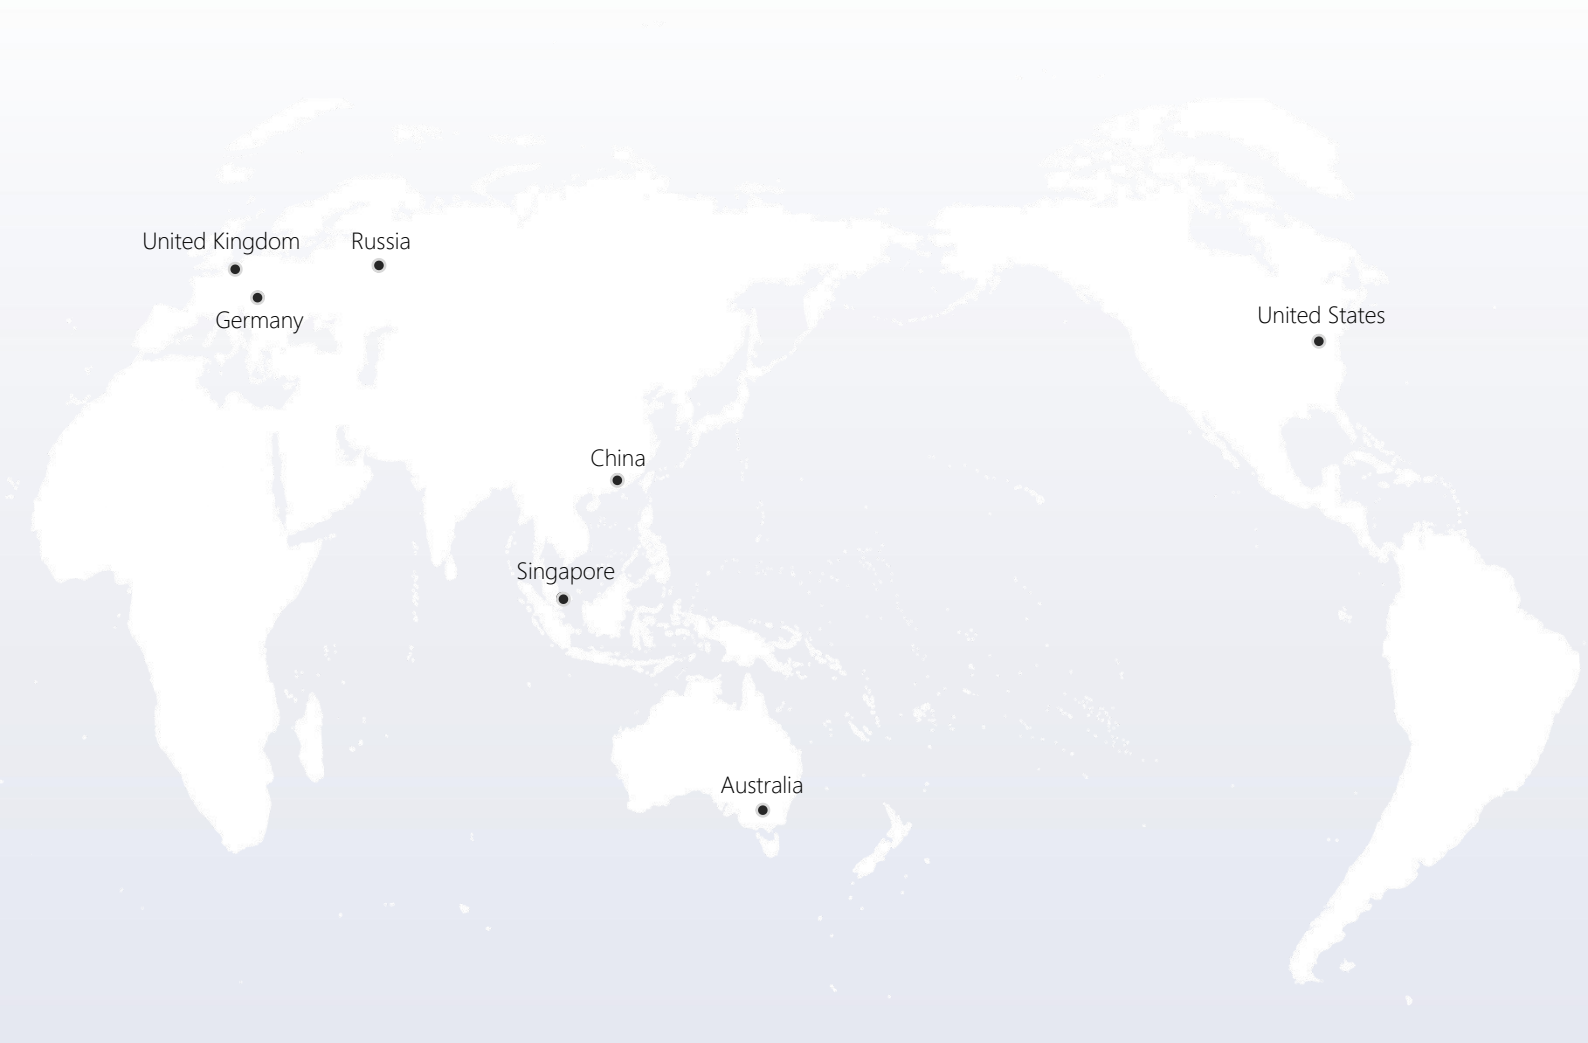 United Kingdom
Russia
Germany
United States
China
Singapore
Australia